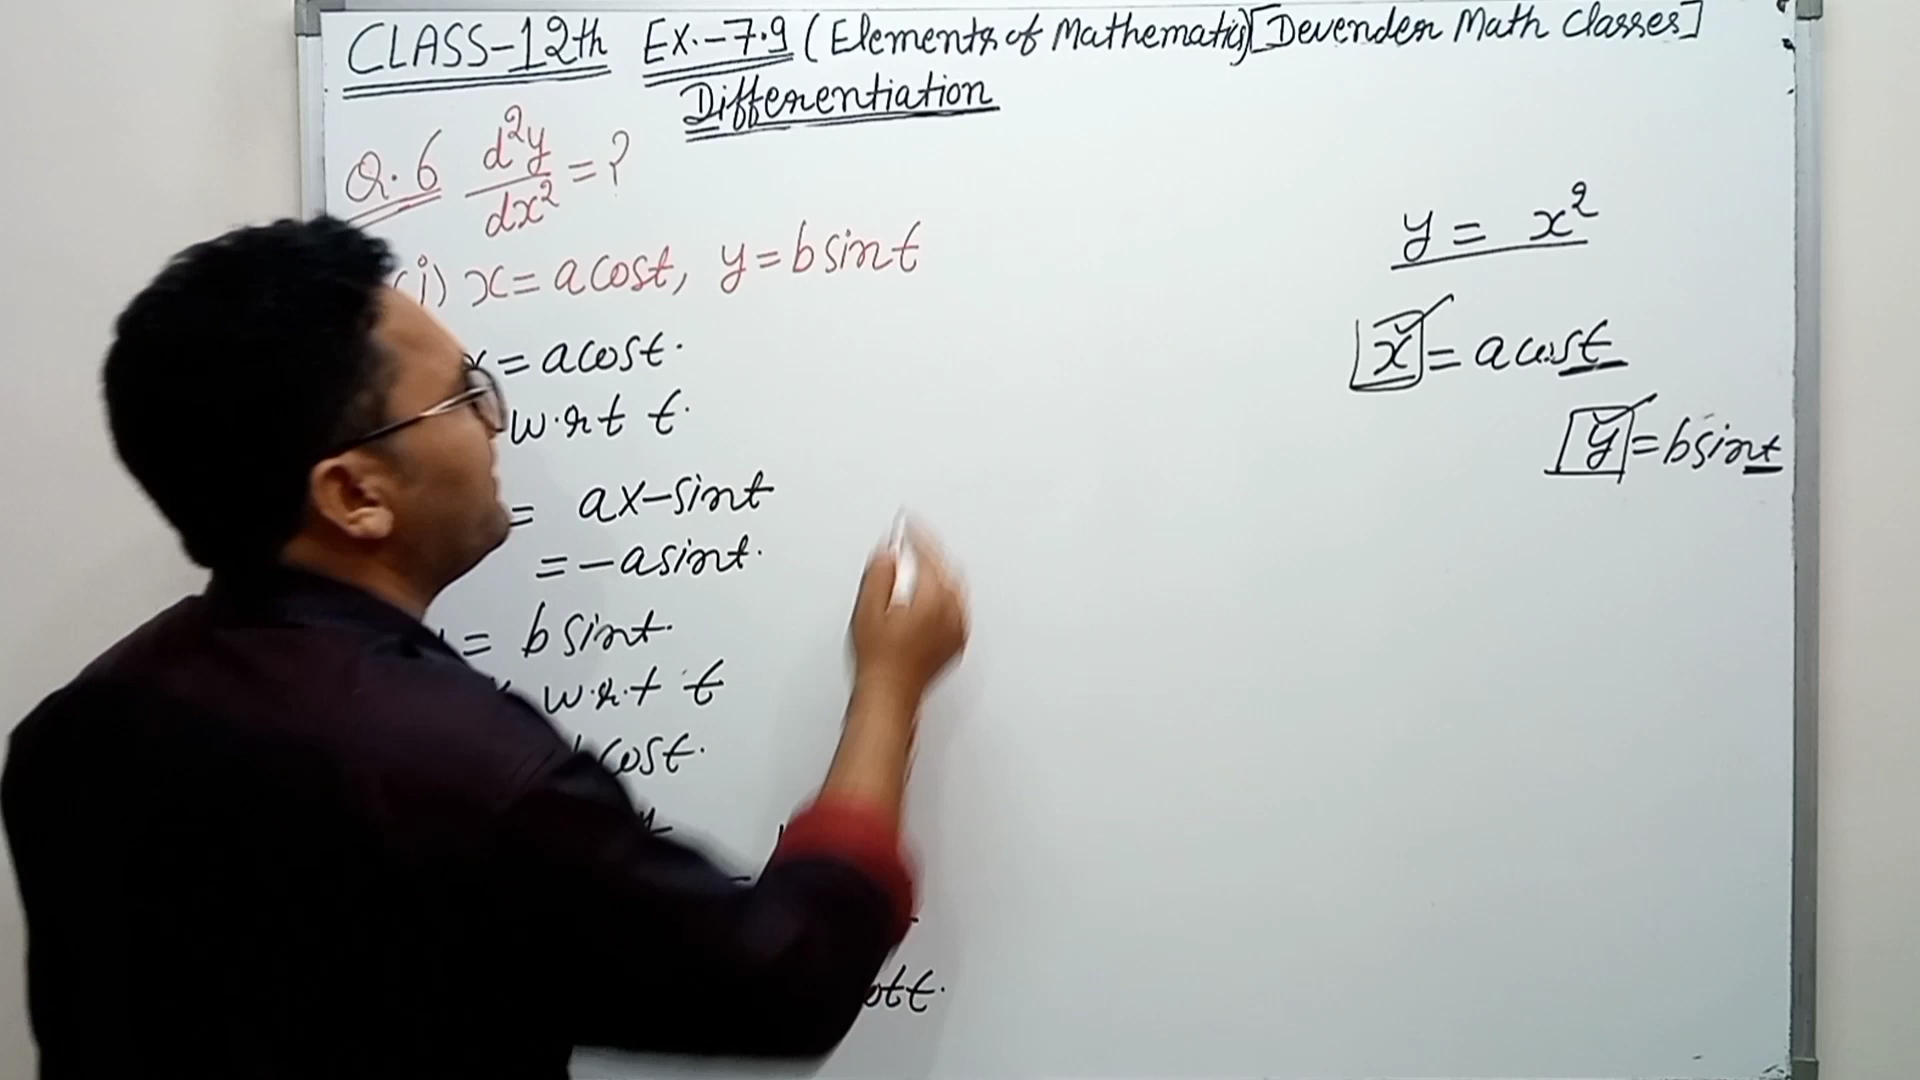 CLASS-12th Ex.-7.9 (Elements of Mathematics) [Devender Math Classes]
Differentiation
Q.6 d²y/dx² = ?
(i) x = a cost, y = b sint
x = a cost.
w.r.t t.
= a x - sint
= - a sint.
= b sint.
w.r.t t
cost.
ott.
y = x²
x = a cost
y = b sint